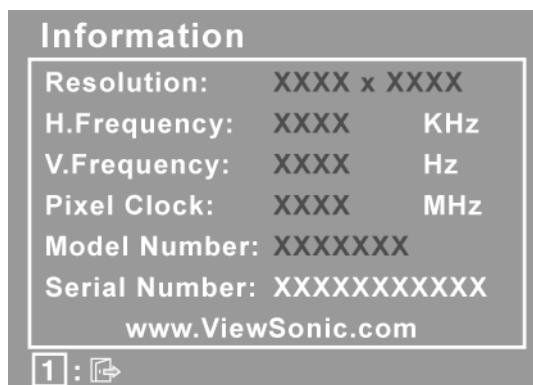 Information
Resolution: XXXX x XXXX
H.Frequency: XXXX KHz
V.Frequency: XXXX Hz
Pixel Clock: XXXX MHz
Model Number: XXXXXXX
Serial Number: XXXXXXXXXXX
www.ViewSonic.com
1 :